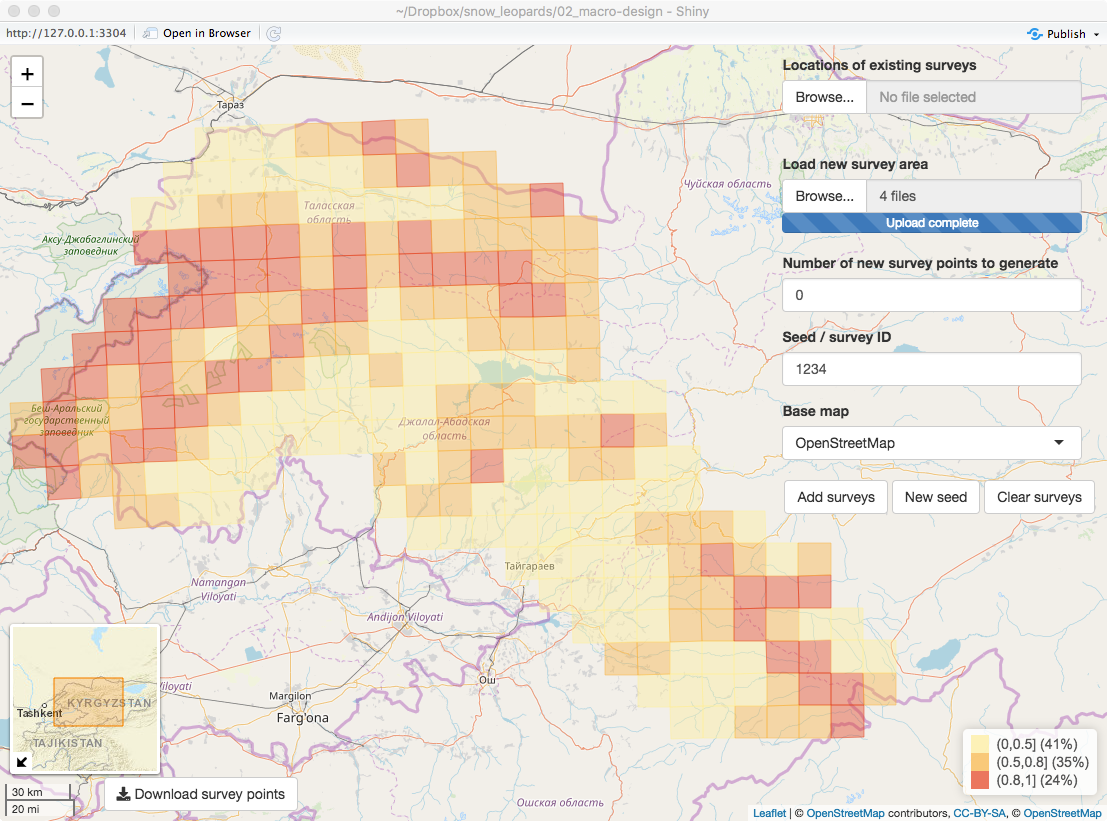 ~/Dropbox/snow_leopards/02_macro-design - Shiny
http://127.0.0.1:3304
Open in Browser
Publish
+
−
Locations of existing surveys
Browse...
No file selected
Load new survey area
Browse...
4 files
Upload complete
Number of new survey points to generate
0
Seed / survey ID
1234
Base map
OpenStreetMap
Add surveys
New seed
Clear surveys
Тараз
Чуйская область
Таласская
область
Аксу-Джабаглинский
заповедник
Беш-Аральский
государственный
заповедник
Джалал-Абадская
область
Тайгараев
Namangan
Viloyati
Andijon Viloyati
Viloyati
Ош
Margilon
Farg'ona
Ошская область
KYRGYZSTAN
Tashkent
TAJIKISTAN
30 km
20 mi
Download survey points
(0,0.5] (41%)
(0.5,0.8] (35%)
(0.8,1] (24%)
Leaflet | © OpenStreetMap contributors, CC-BY-SA, © OpenStreetMap